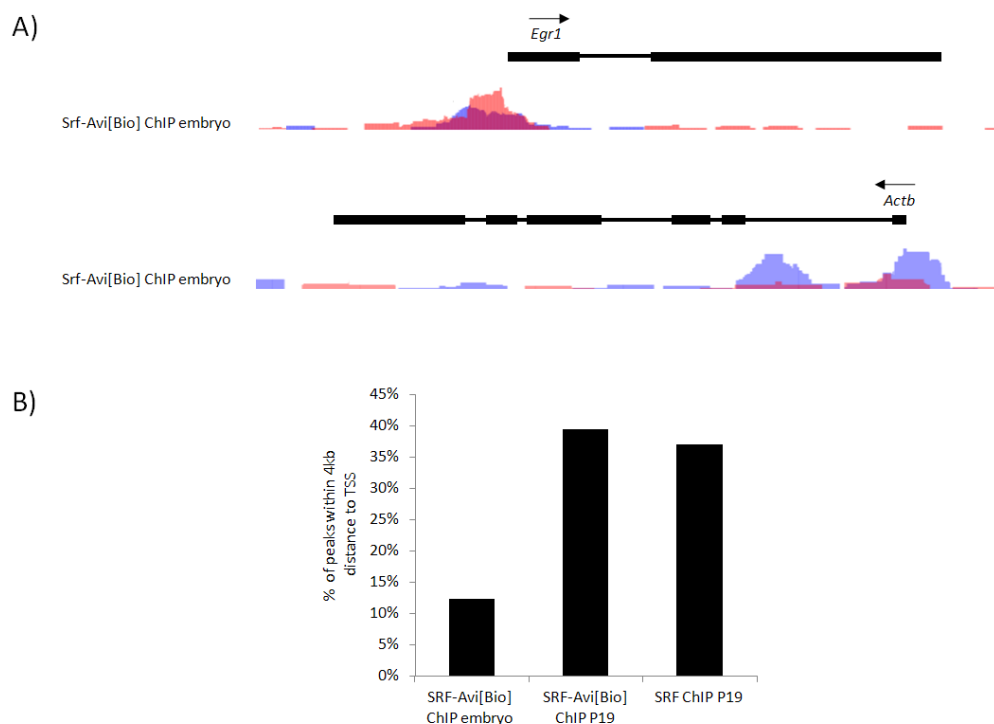 A)
Egr1
Srf-Avi[Bio] ChIP embryo
Actb
Srf-Avi[Bio] ChIP embryo
B)
% of peaks within 4kb
distance to TSS
45%
40%
35%
30%
25%
20%
15%
10%
5%
0%
SRF-Avi[Bio]
ChIP embryo
SRF-Avi[Bio]
ChIP P19
SRF ChIP P19